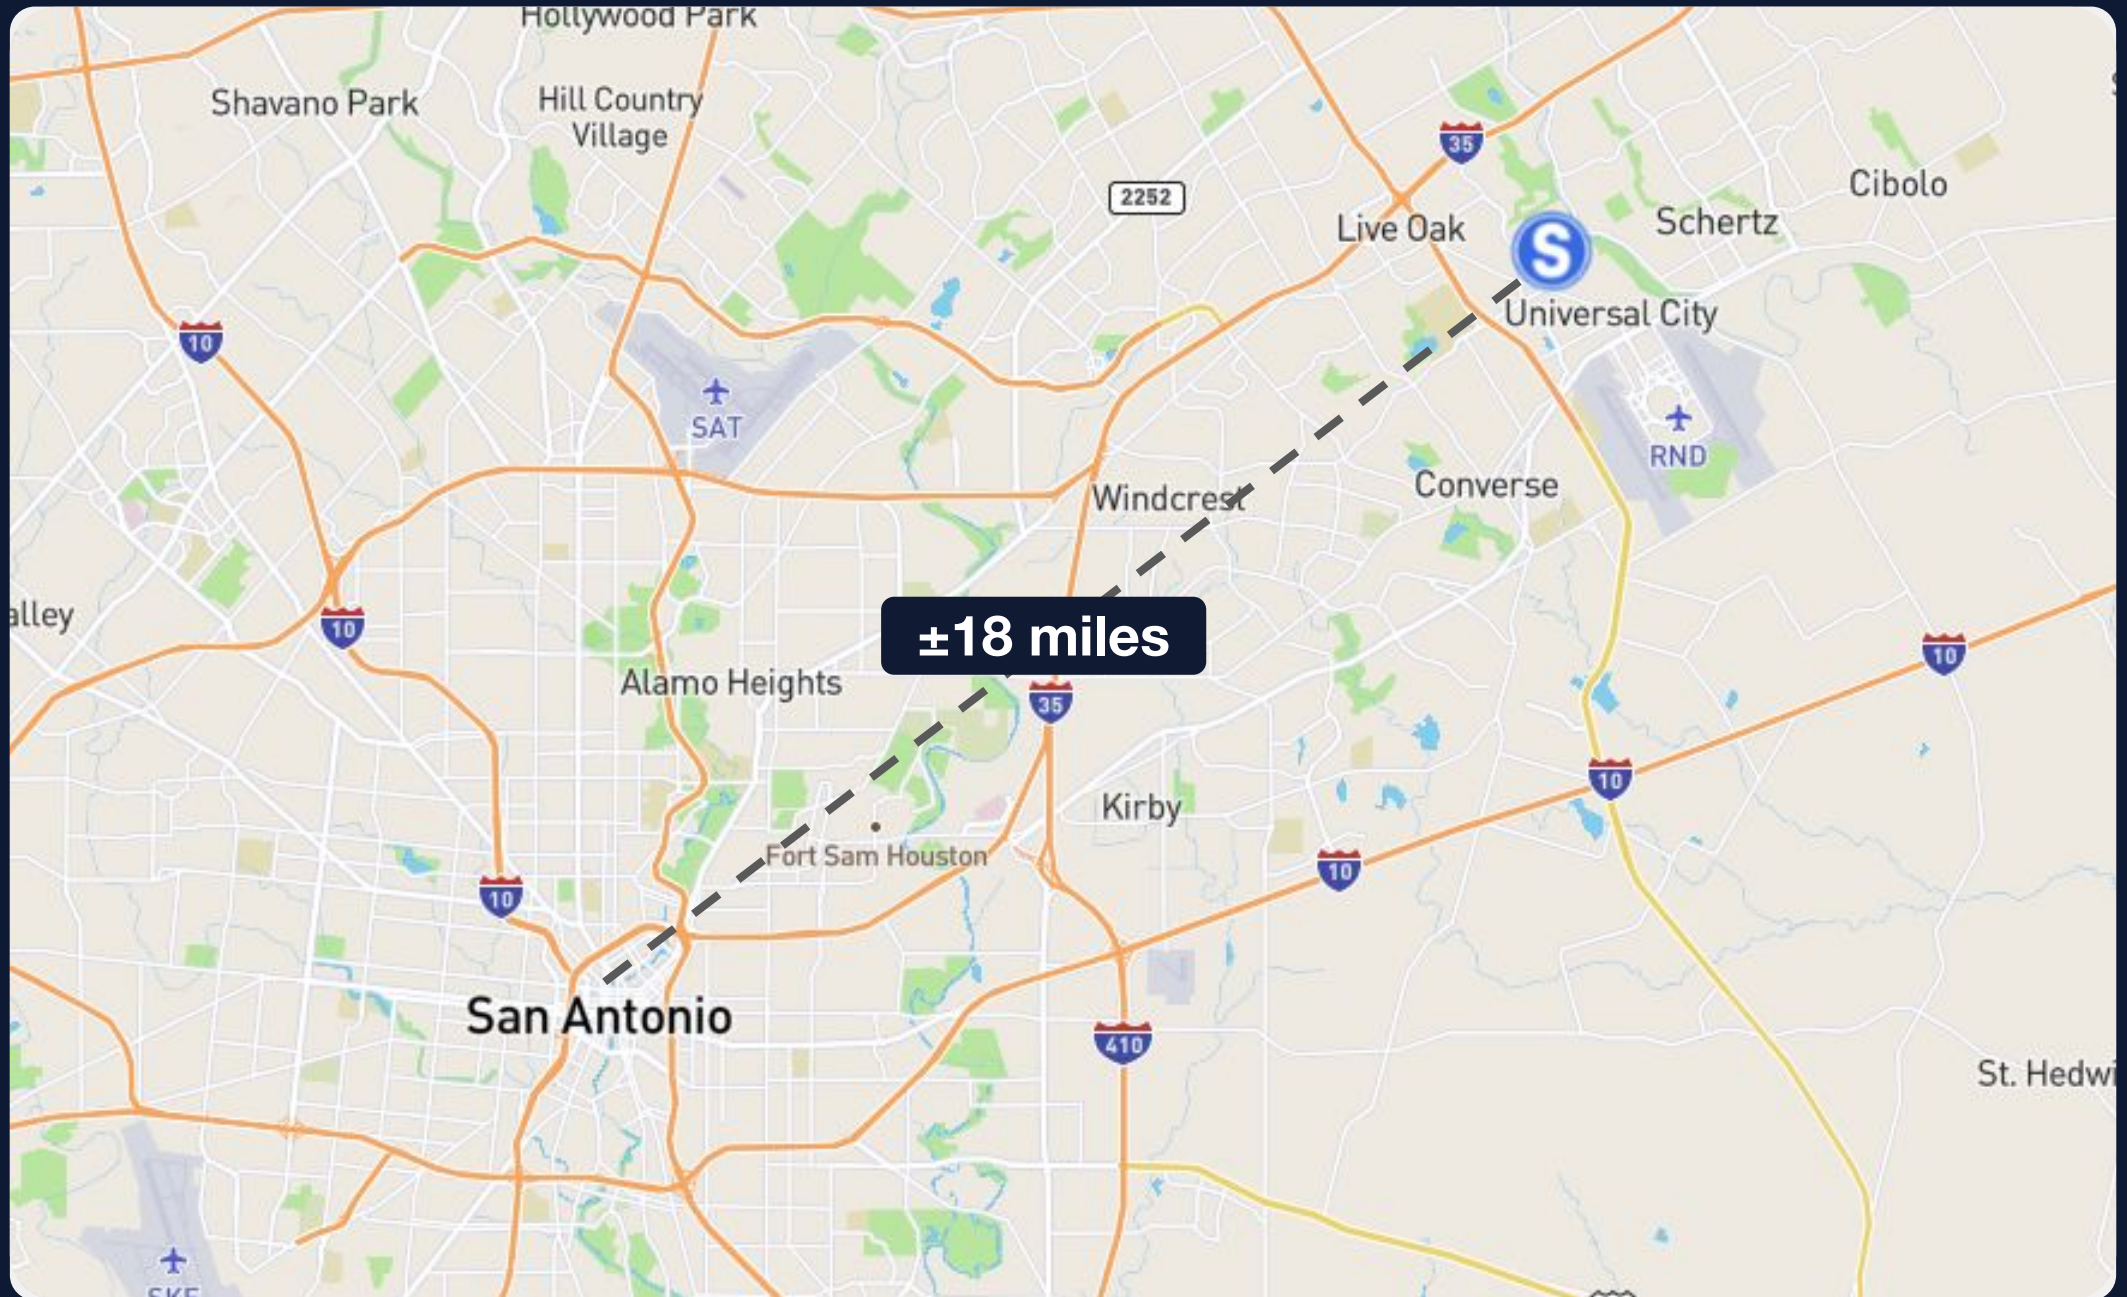 Hollywood Park
Shavano Park
Hill Country
Village
35
2252
Cibolo
Live Oak
S
Schertz
Universal City
10
SAT
RND
Windcrest
Converse
alley
10
±18 miles
10
Alamo Heights
35
10
Kirby
Fort Sam Houston
10
10
San Antonio
410
St. Hedwi